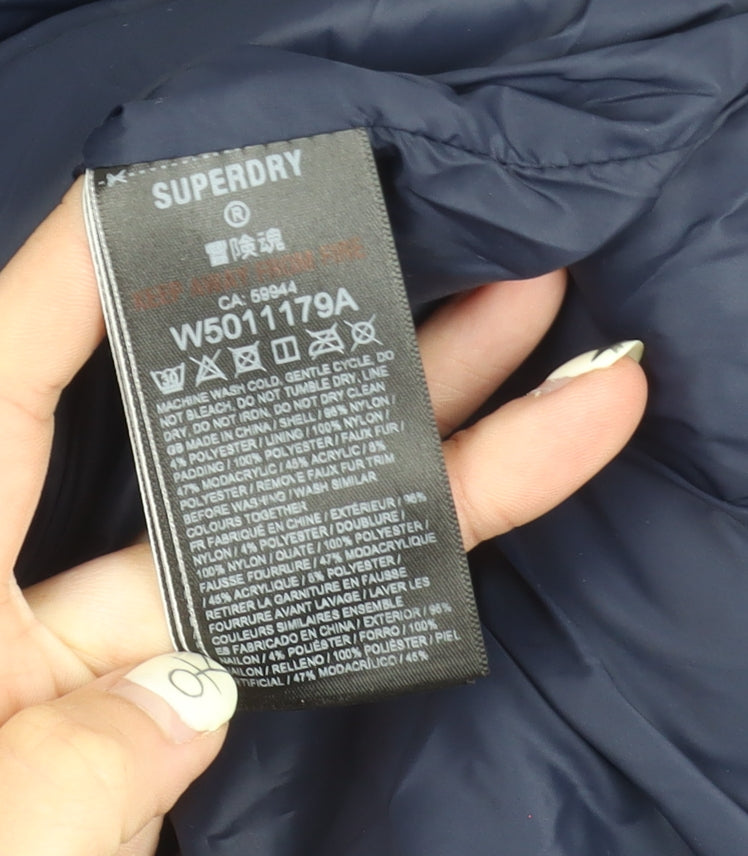 SUPERDRY
®
冒険魂
KEEP AWAY FROM FIRE
CA: 59944
W5011179A
30
MACHINE WASH COLD, GENTLE CYCLE, DO
NOT BLEACH, DO NOT TUMBLE DRY, LINE
DRY, DO NOT IRON, DO NOT DRY CLEAN
GB MADE IN CHINA / SHELL / 96% NYLON /
4% POLYESTER / LINING / 100% NYLON /
PADDING / 100% POLYESTER / FAUX FUR /
47% MODACRYLIC / 45% ACRYLIC / 8%
POLYESTER / REMOVE FAUX FUR TRIM
BEFORE WASHING / WASH SIMILAR
COLOURS TOGETHER
FR FABRIQUÉ EN CHINE / EXTÉRIEUR / 96%
NYLON / 4% POLYESTER / DOUBLURE /
100% NYLON / OUATE / 100% POLYESTER /
FAUSSE FOURRURE / 47% MODACRYLIQUE
/ 45% ACRYLIQUE / 8% POLYESTER /
RETIRER LA GARNITURE EN FAUSSE
FOURRURE AVANT LAVAGE / LAVER LES
COULEURS SIMILAIRES ENSEMBLE
ES FABRICADO EN CHINA / EXTERIOR / 96%
NAILON / 4% POLIÉSTER / FORRO / 100%
NAILON / RELLENO / 100% POLIÉSTER / PIEL
ARTIFICIAL / 47% MODACRÍLICO / 45%